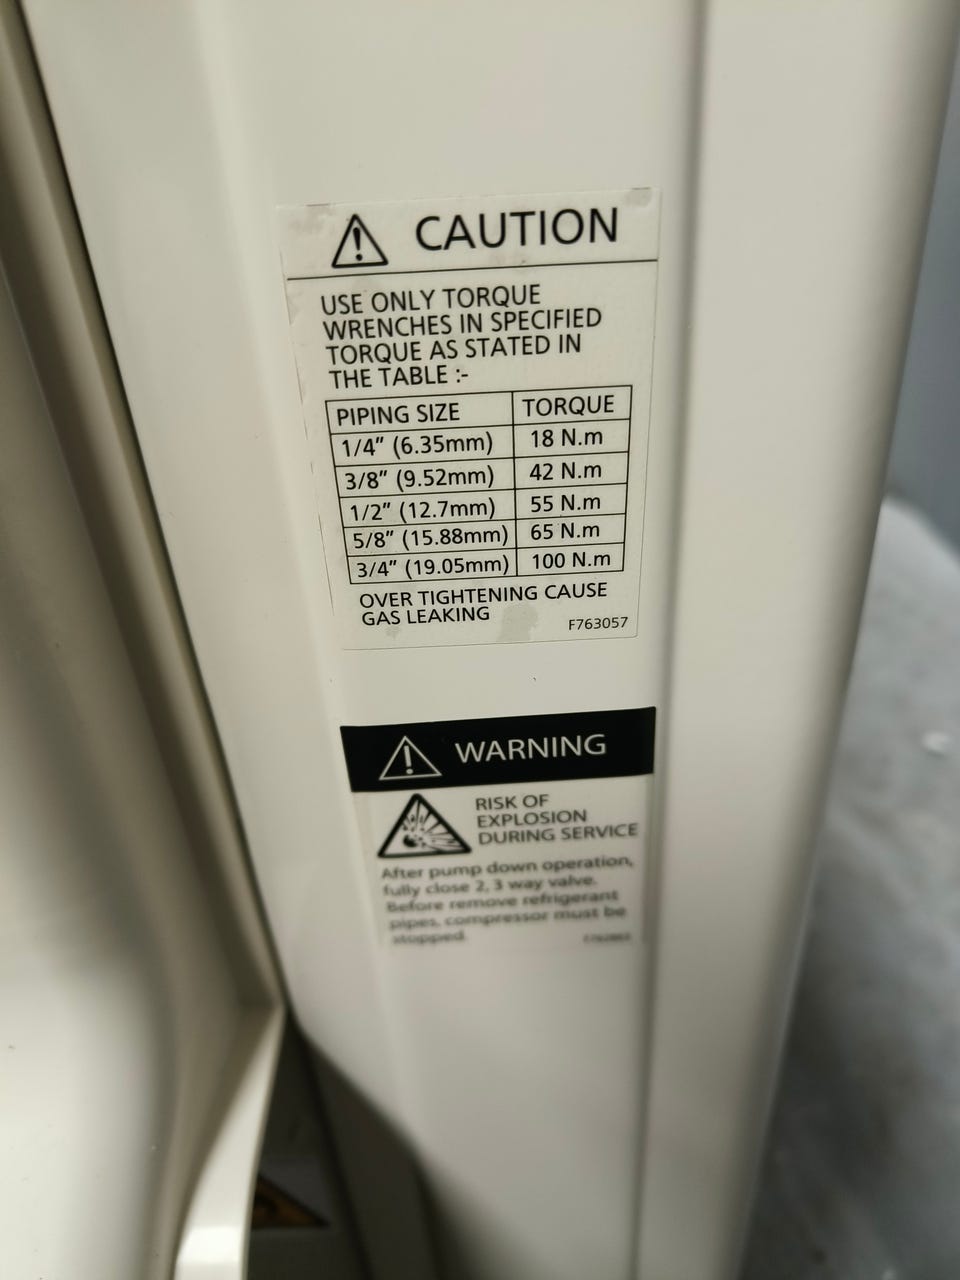 CAUTION
USE ONLY TORQUE
WRENCHES IN SPECIFIED
TORQUE AS STATED IN
THE TABLE :-
PIPING SIZE TORQUE
1/4" (6.35mm) 18 N.m
3/8" (9.52mm) 42 N.m
1/2" (12.7mm) 55 N.m
5/8" (15.88mm) 65 N.m
3/4" (19.05mm) 100 N.m
OVER TIGHTENING CAUSE
GAS LEAKING
F763057
WARNING
RISK OF
EXPLOSION
DURING SERVICE
After pump down operation,
fully close 2, 3 way valve.
Before remove refrigerant
pipes, compressor must be
stopped.